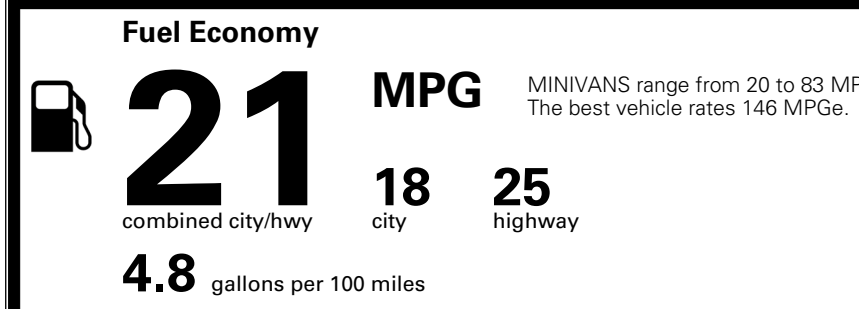 Fuel Economy
21 MPG
MINIVANS range from 20 to 83
The best vehicle rates 146 MPGe.
18 25
combined city/hwy city highway
4.8 gallons per 100 miles